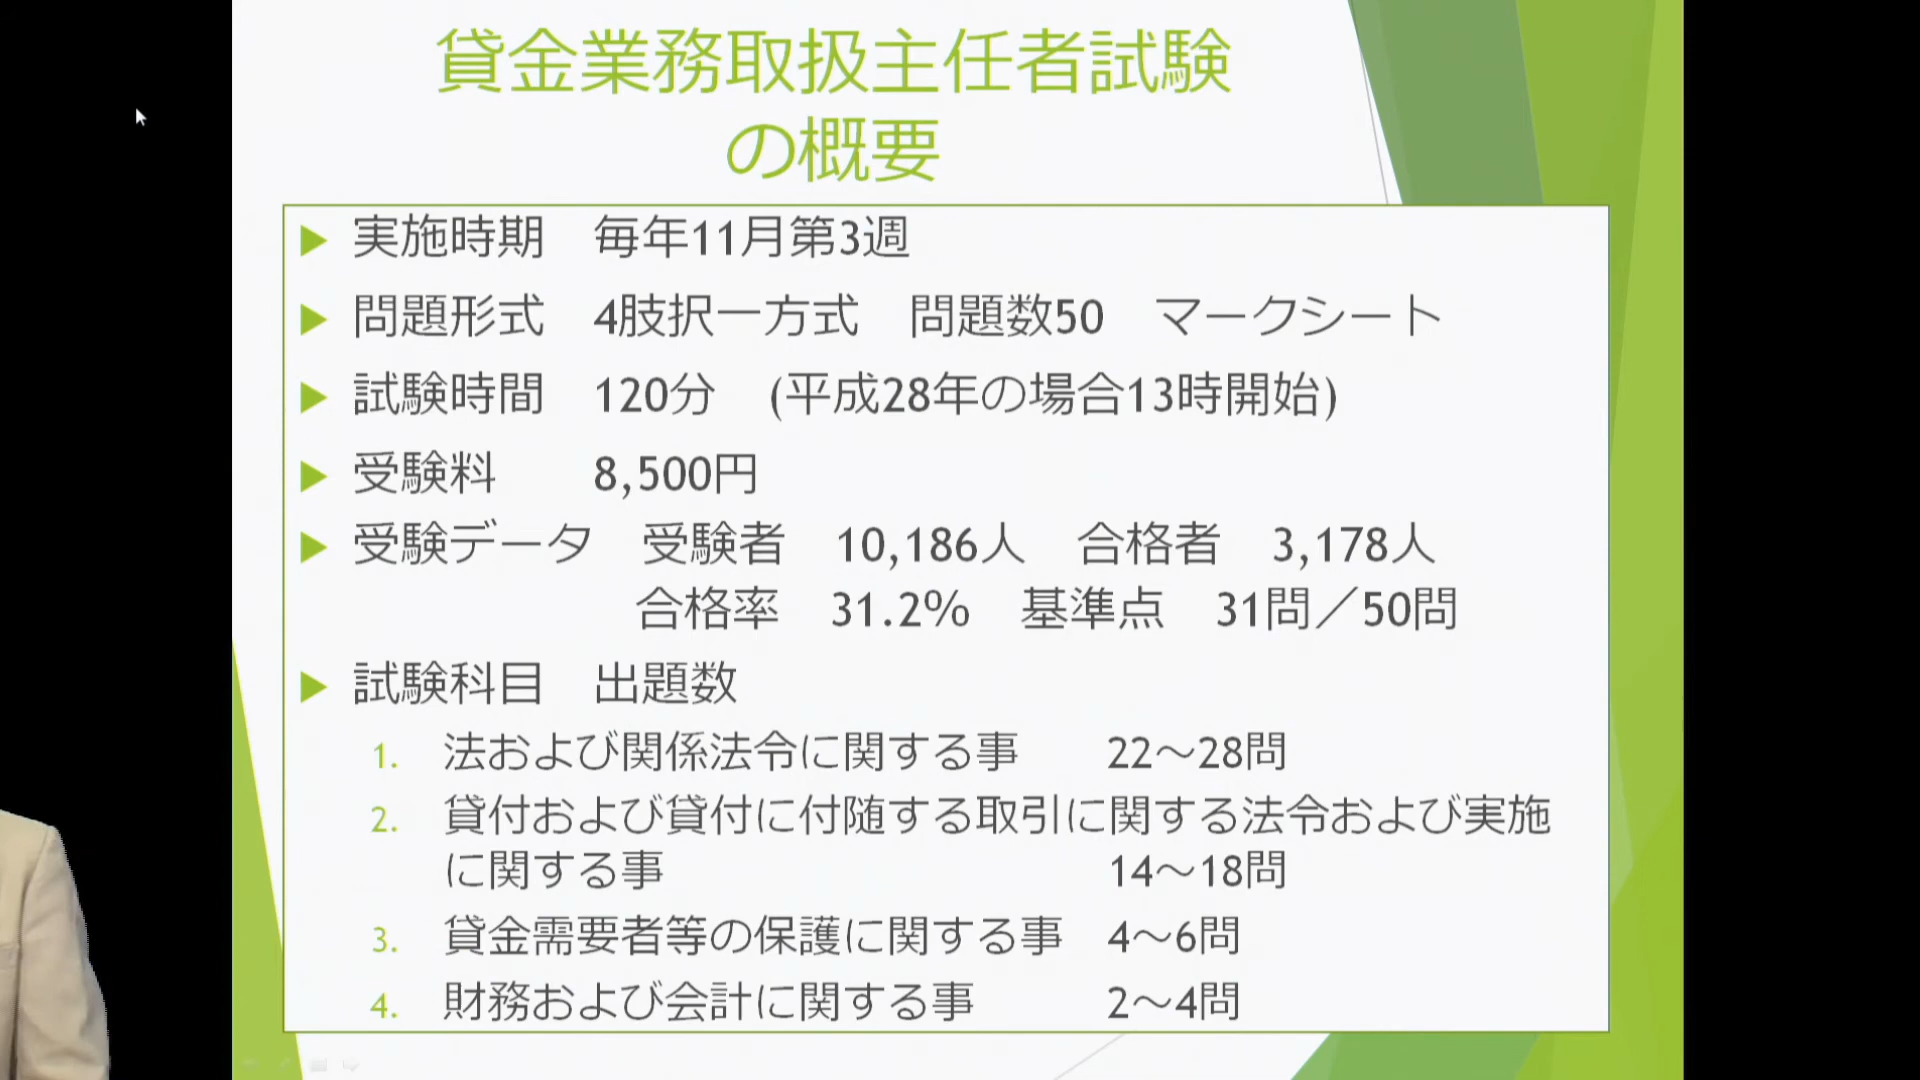 貸金業務取扱主任者試験
の概要
実施時期　毎年11月第3週
問題形式　4肢択一方式　問題数50　マークシート
試験時間　120分　(平成28年の場合13時開始)
受験料　　8,500円
受験データ　受験者　10,186人　合格者　3,178人
合格率　31.2%　基準点　31問／50問
試験科目　出題数
1. 法および関係法令に関する事　　22～28問
2. 貸付および貸付に付随する取引に関する法令および実施
に関する事　　14～18問
3. 貸金需要者等の保護に関する事　4～6問
4. 財務および会計に関する事　　2～4問